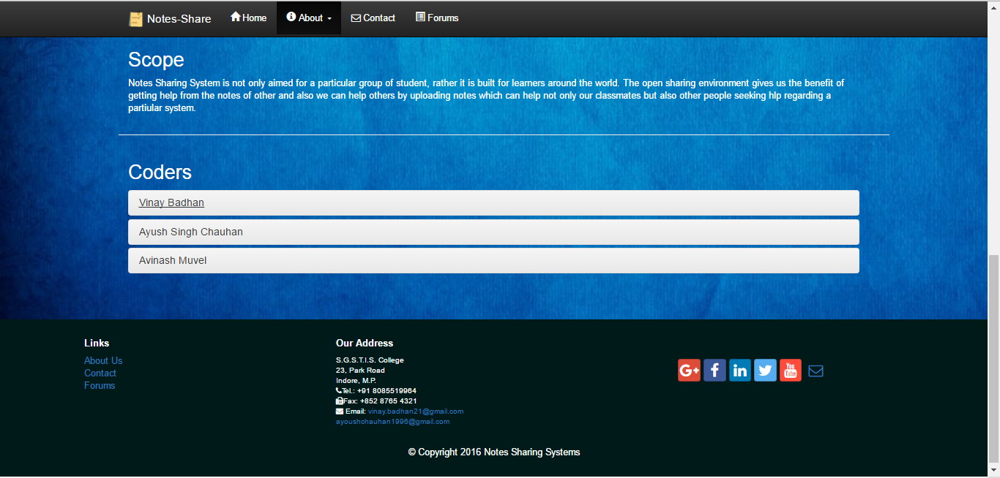 Notes-Share Home About Contact Forums
Scope
Notes Sharing System is not only aimed for a particular group of student, rather it is built for learners around the world. The open sharing environment gives us the benefit of
getting help from the notes of other and also we can help others by uploading notes which can help not only our classmates but also other people seeking hlp regarding a
partiular system.
Coders
Vinay Badhan
Ayush Singh Chauhan
Avinash Muvel
Links
About Us
Contact
Forums
Our Address
S.G.S.T.I.S. College
23, Park Road
Indore, M.P.
Tel.: +91 8085519964
Fax: +852 8765 4321
Email: vinay.badhan21@gmail.com
ayoushchauhan1996@gmail.com
G+ f in You Tube
© Copyright 2016 Notes Sharing Systems